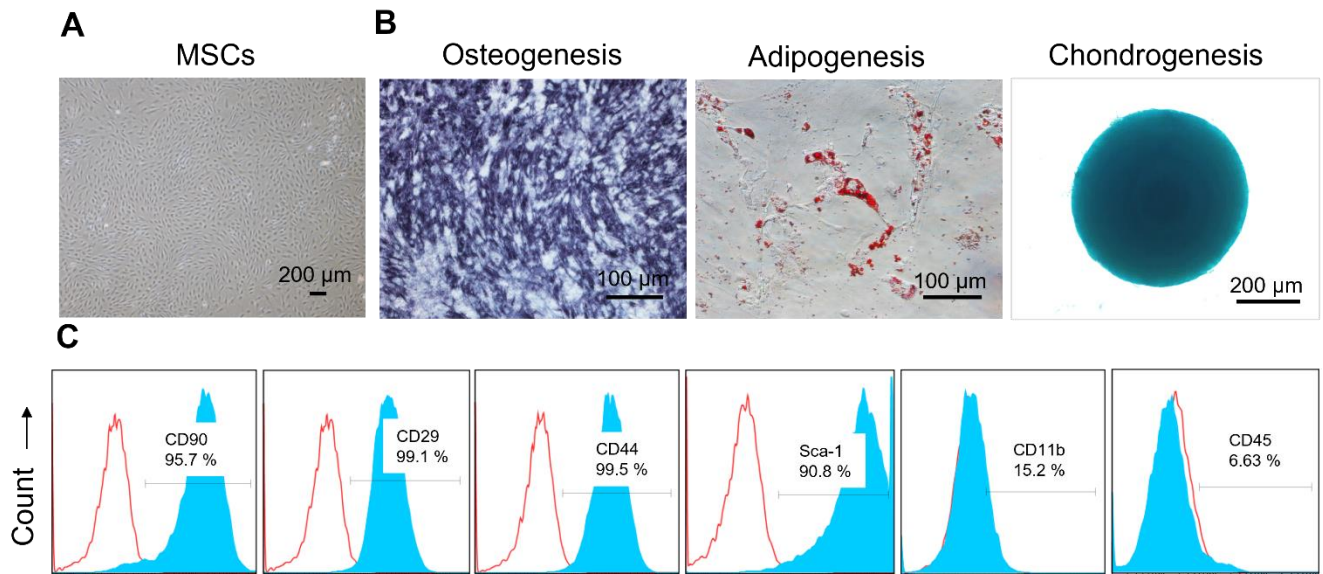 A
B
MSCs
Osteogenesis
Adipogenesis
Chondrogenesis
200 µm
100 µm
100 µm
200 µm
C
Count
CD90
95.7 %
CD29
99.1 %
CD44
99.5 %
Sca-1
90.8 %
CD11b
15.2 %
CD45
6.63 %